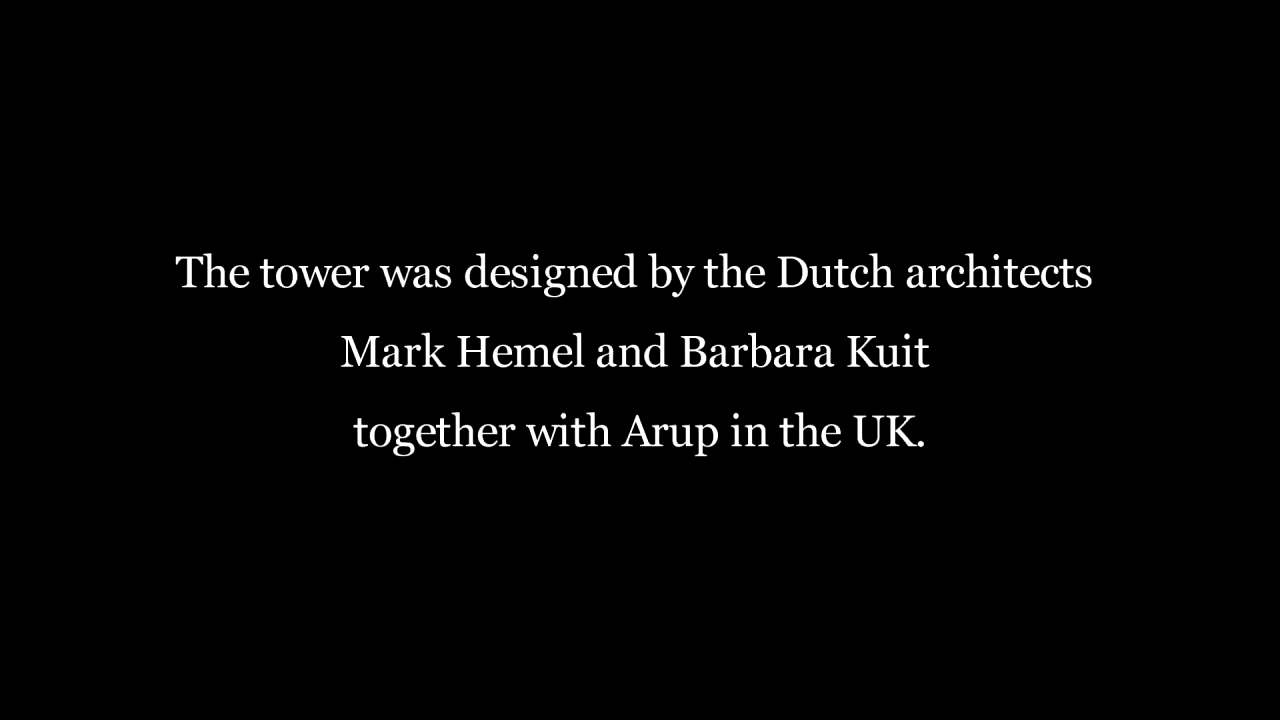 The tower was designed by the Dutch architects
Mark Hemel and Barbara Kuit
together with Arup in the UK.